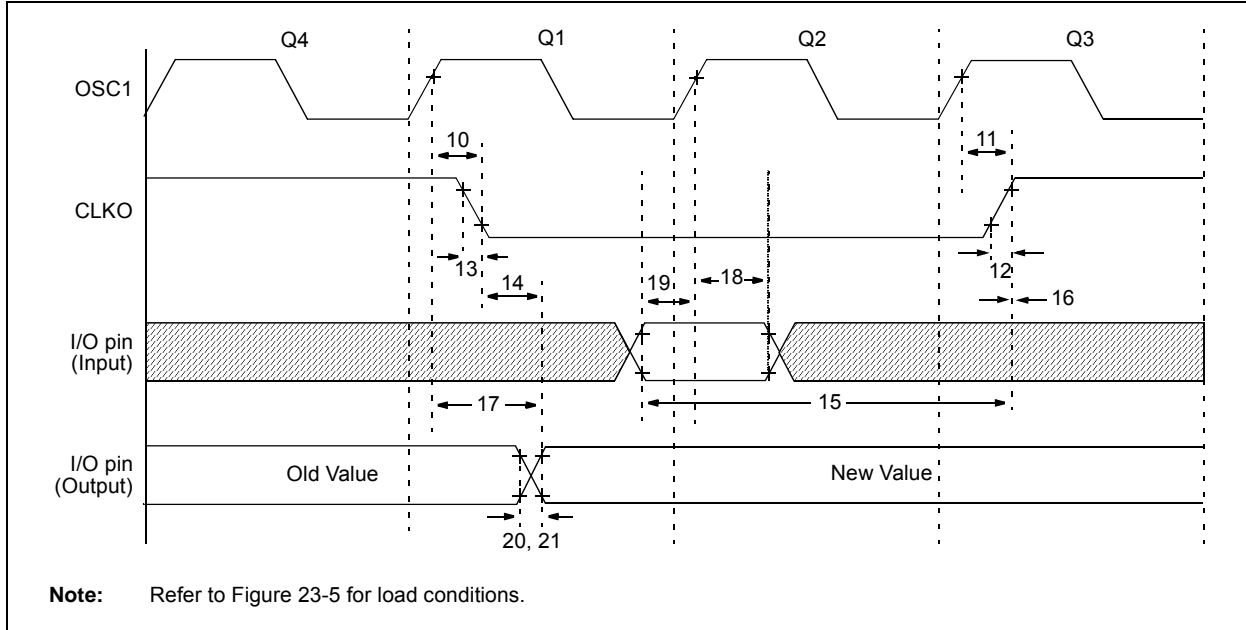 Q4 Q1 Q2 Q3
OSC1
10 11
CLKO
13 12
14 19 18 16
I/O pin
(Input)
17 15
I/O pin
(Output)
Old Value New Value
20, 21
Note: Refer to Figure 23-5 for load conditions.